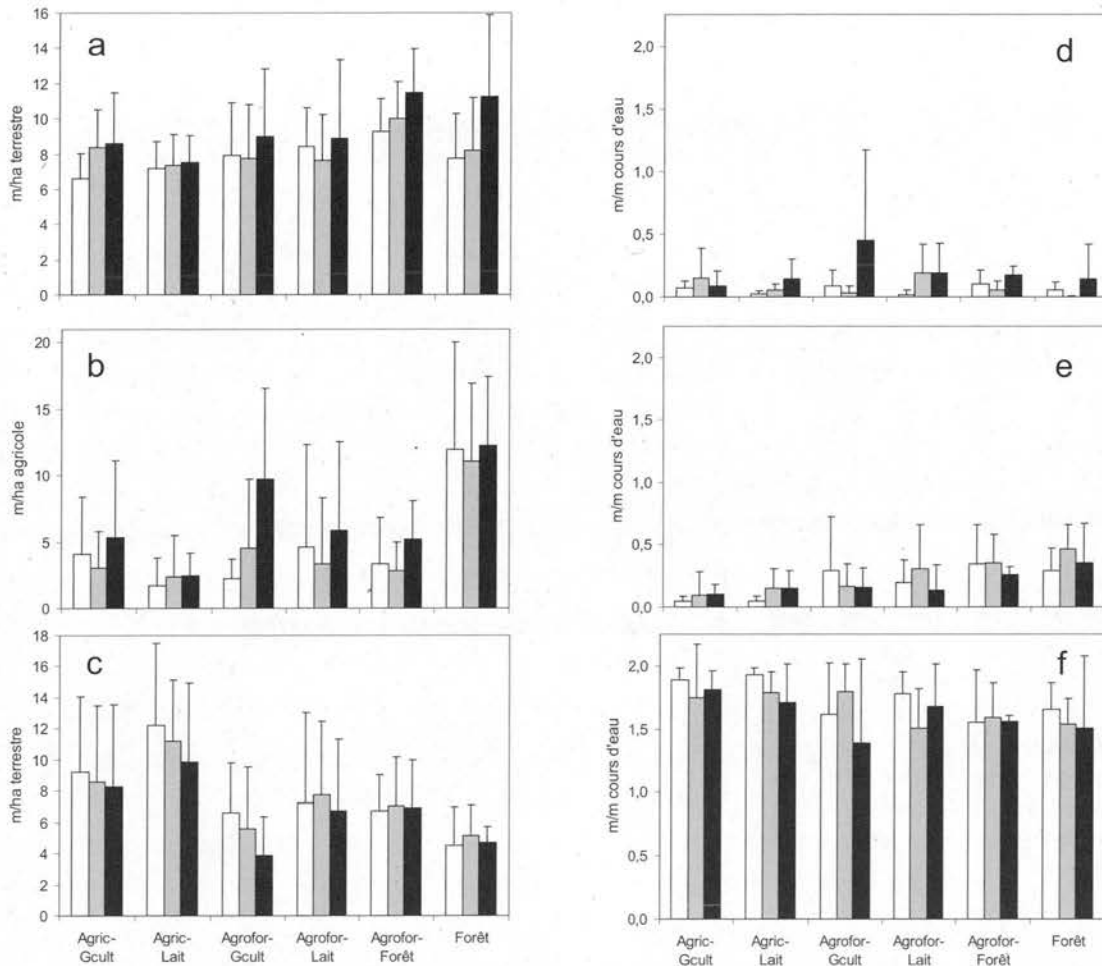 a
16
14
12
10
8
6
4
2
0
m/ha terrestre
b
20
15
10
5
0
m/ha agricole
c
18
16
14
12
10
8
6
4
2
0
m/ha terrestre
Agric-
Gcult
Agric-
Lait
Agrofor-
Gcult
Agrofor-
Lait
Agrofor-
Forêt
Forêt
d
2,0
1,5
1,0
0,5
0,0
m/m cours d'eau
e
2,0
1,5
1,0
0,5
0,0
m/m cours d'eau
f
2,0
1,5
1,0
0,5
0,0
m/m cours d'eau
Agric-
Gcult
Agric-
Lait
Agrofor-
Gcult
Agrofor-
Lait
Agrofor-
Forêt
Forêt